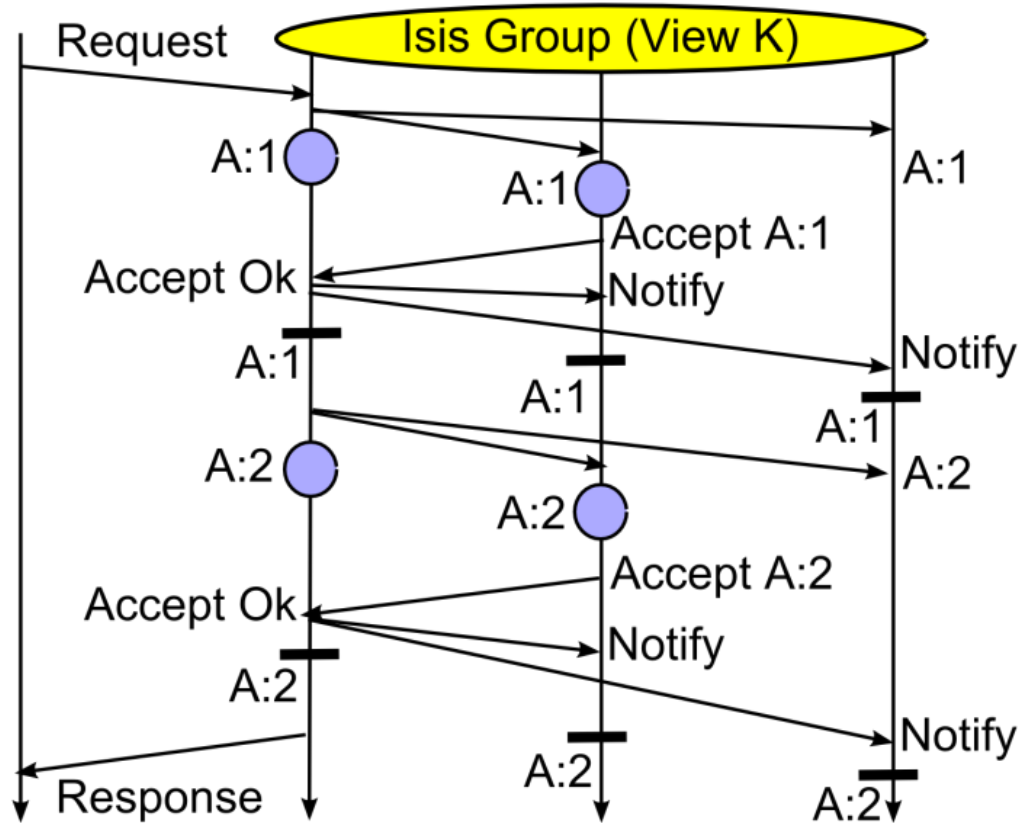 Request
Isis Group (View K)
A:1
A:1
A:1
Accept A:1
Accept Ok
Notify
Notify
A:1
A:1
A:1
A:2
A:2
A:2
Accept A:2
Accept Ok
Notify
A:2
Notify
A:2
Response
A:2